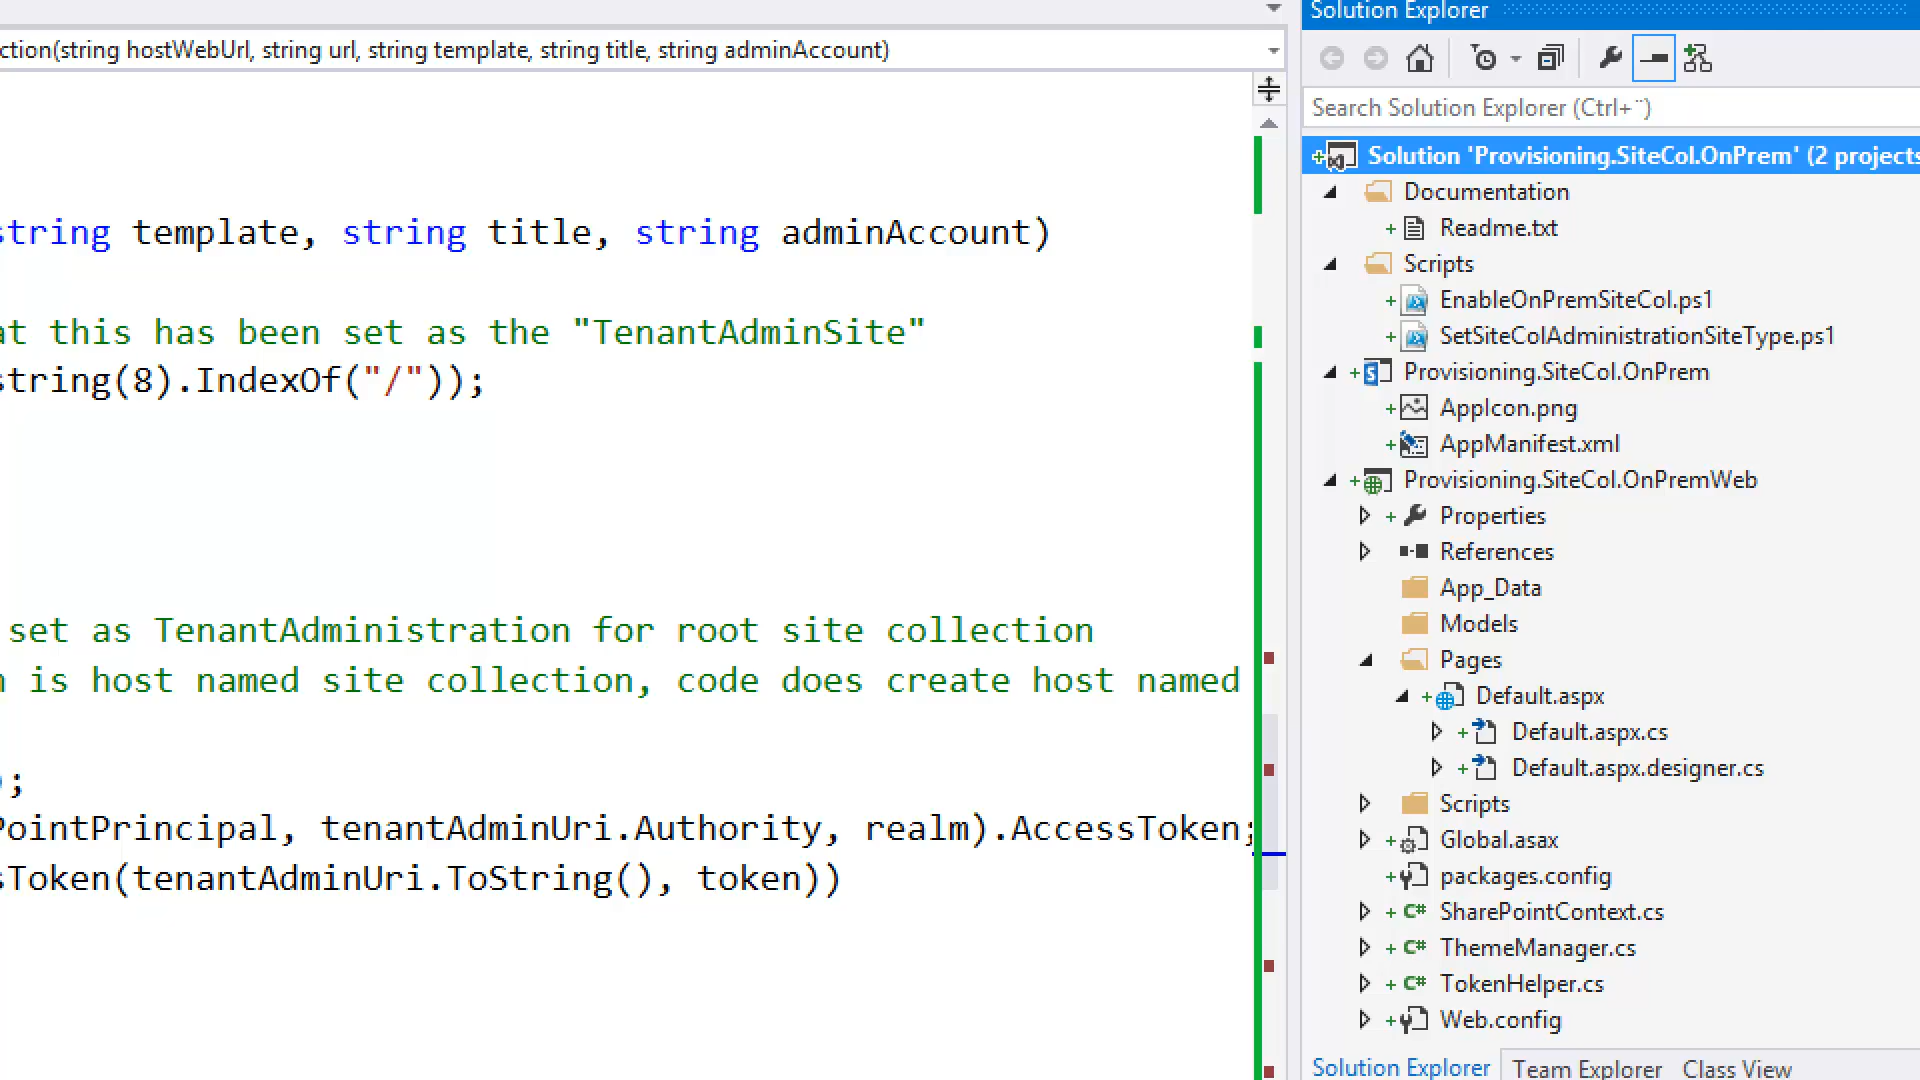 ction(string hostWebUrl, string url, string template, string title, string adminAccount)
string template, string title, string adminAccount)
at this has been set as the "TenantAdminSite"
string(8).IndexOf("/"));
set as TenantAdministration for root site collection
n is host named site collection, code does create host named
);
PointPrincipal, tenantAdminUri.Authority, realm).AccessToken;
sToken(tenantAdminUri.ToString(), token))
Solution Explorer
Search Solution Explorer (Ctrl+¨)
Solution 'Provisioning.SiteCol.OnPrem' (2 projects
Documentation
Readme.txt
Scripts
EnableOnPremSiteCol.ps1
SetSiteColAdministrationSiteType.ps1
Provisioning.SiteCol.OnPrem
AppIcon.png
AppManifest.xml
Provisioning.SiteCol.OnPremWeb
Properties
References
App_Data
Models
Pages
Default.aspx
Default.aspx.cs
Default.aspx.designer.cs
Scripts
Global.asax
packages.config
C# SharePointContext.cs
C# ThemeManager.cs
C# TokenHelper.cs
Web.config
Solution Explorer Team Explorer Class View